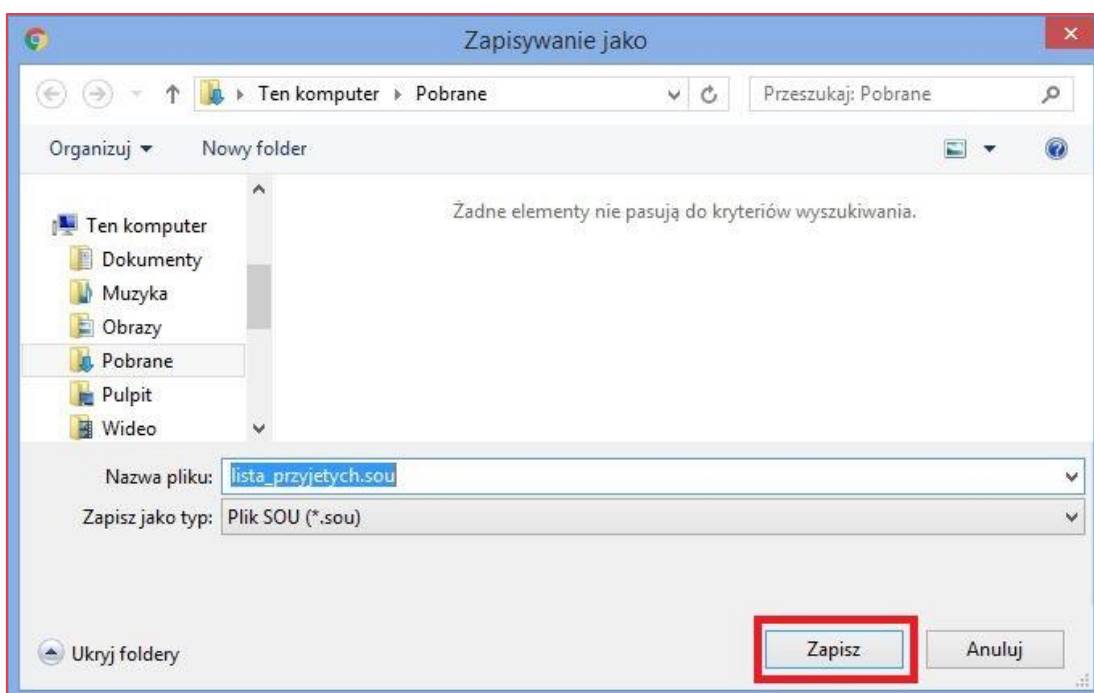 Zapisywanie jako
Ten komputer Pobrane Przeszukaj: Pobrane
Organizuj Nowy folder
Żadne elementy nie pasują do kryteriów wyszukiwania.
Ten komputer
Dokumenty
Muzyka
Obrazy
Pobrane
Pulpit
Wideo
Nazwa pliku: lista_przyjetych.sou
Zapisz jako typ: Plik SOU (*.sou)
Ukryj foldery Zapisz Anuluj